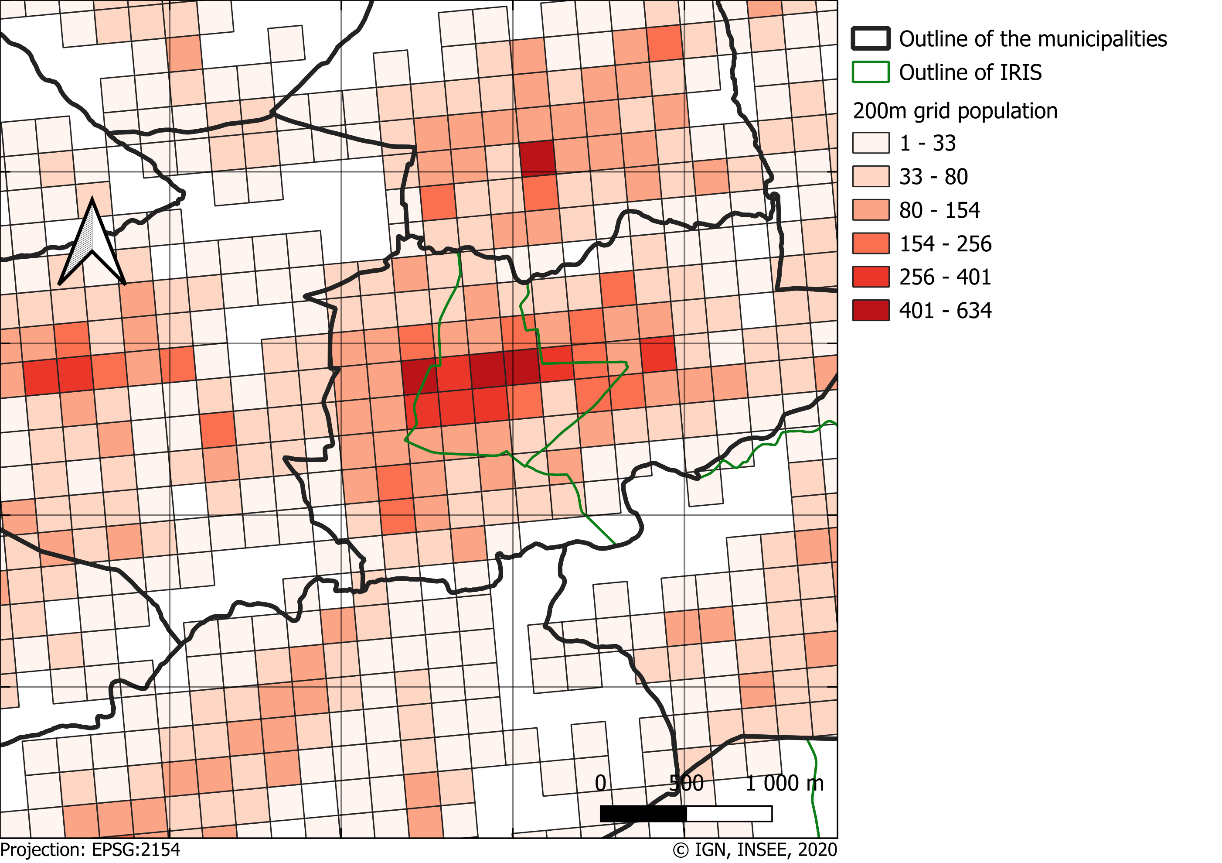 Outline of the municipalities
Outline of IRIS
200m grid population
1 - 33
33 - 80
80 - 154
154 - 256
256 - 401
401 - 634
0 500 1 000 m
Projection: EPSG:2154 © IGN, INSEE, 2020